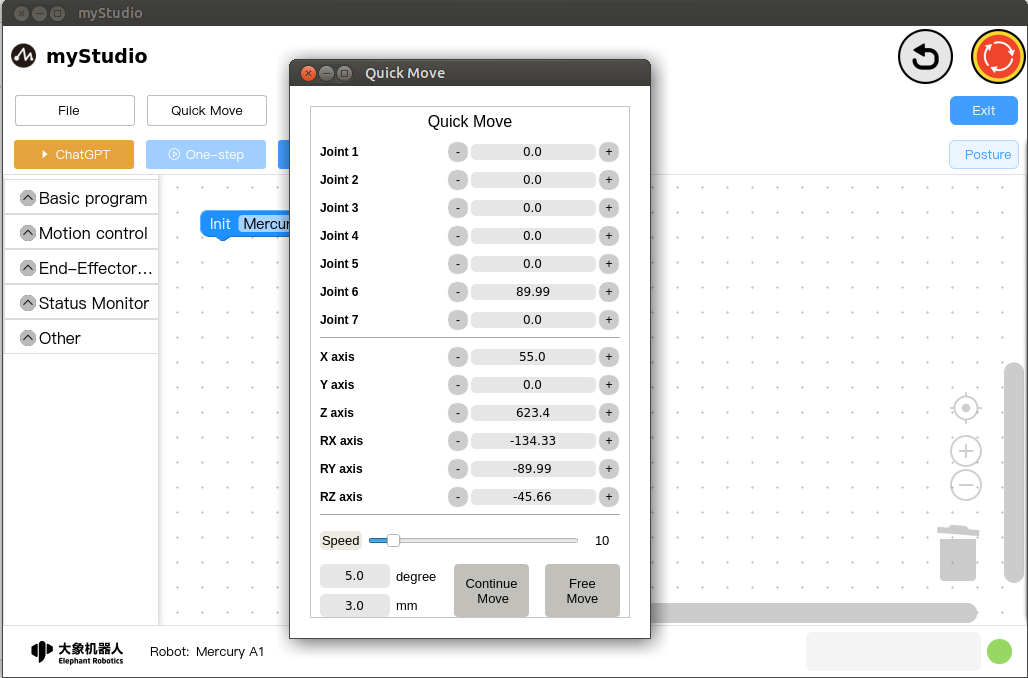 myStudio
myStudio
File
Quick Move
Exit
ChatGPT
One-step
Posture
Basic program
Motion control
End-Effector...
Status Monitor
Other
Init
Quick Move
Quick Move
Joint 1 - 0.0 +
Joint 2 - 0.0 +
Joint 3 - 0.0 +
Joint 4 - 0.0 +
Joint 5 - 0.0 +
Joint 6 - 89.99 +
Joint 7 - 0.0 +
X axis - 55.0 +
Y axis - 0.0 +
Z axis - 623.4 +
RX axis - -134.33 +
RY axis - -89.99 +
RZ axis - -45.66 +
Speed 10
5.0 degree
3.0 mm
Continue
Move
Free
Move
大象机器人
Elephant Robotics
Robot: Mercury A1